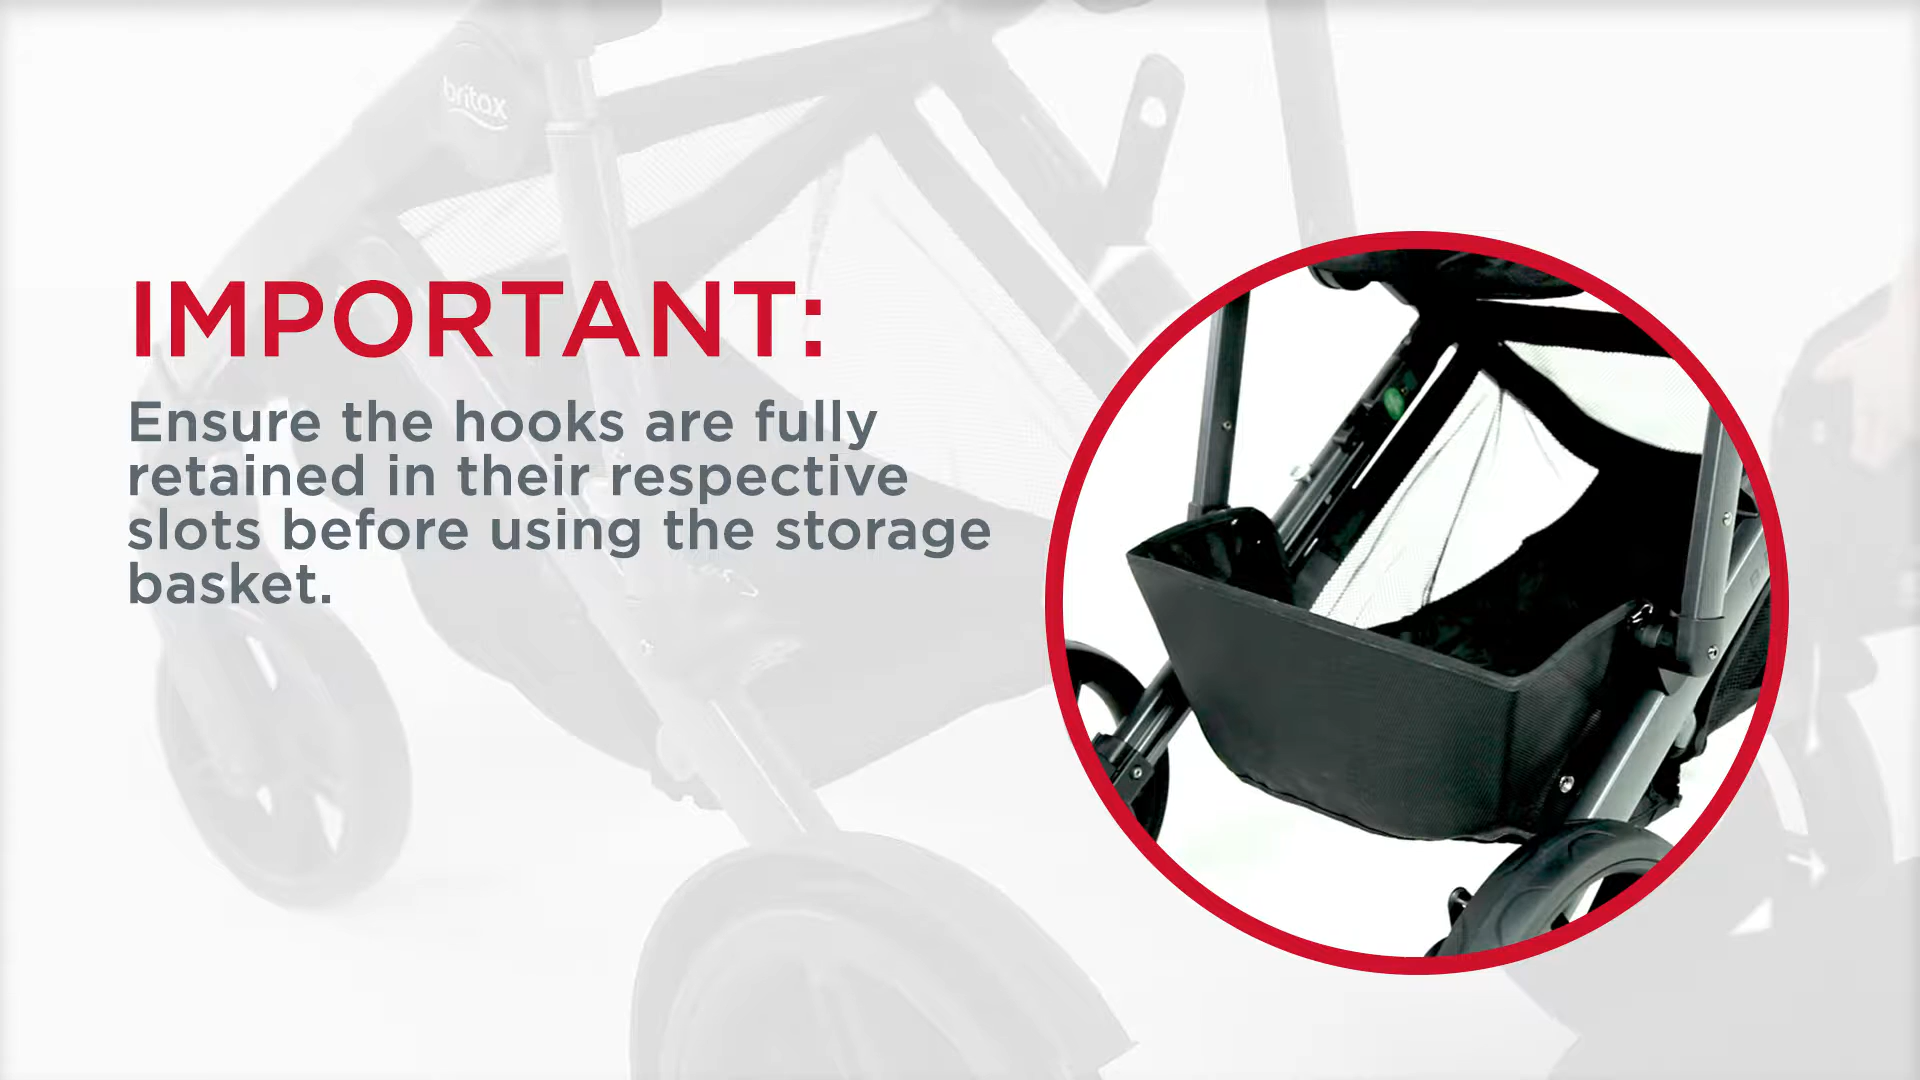 britax
IMPORTANT:
Ensure the hooks are fully
retained in their respective
slots before using the storage
basket.